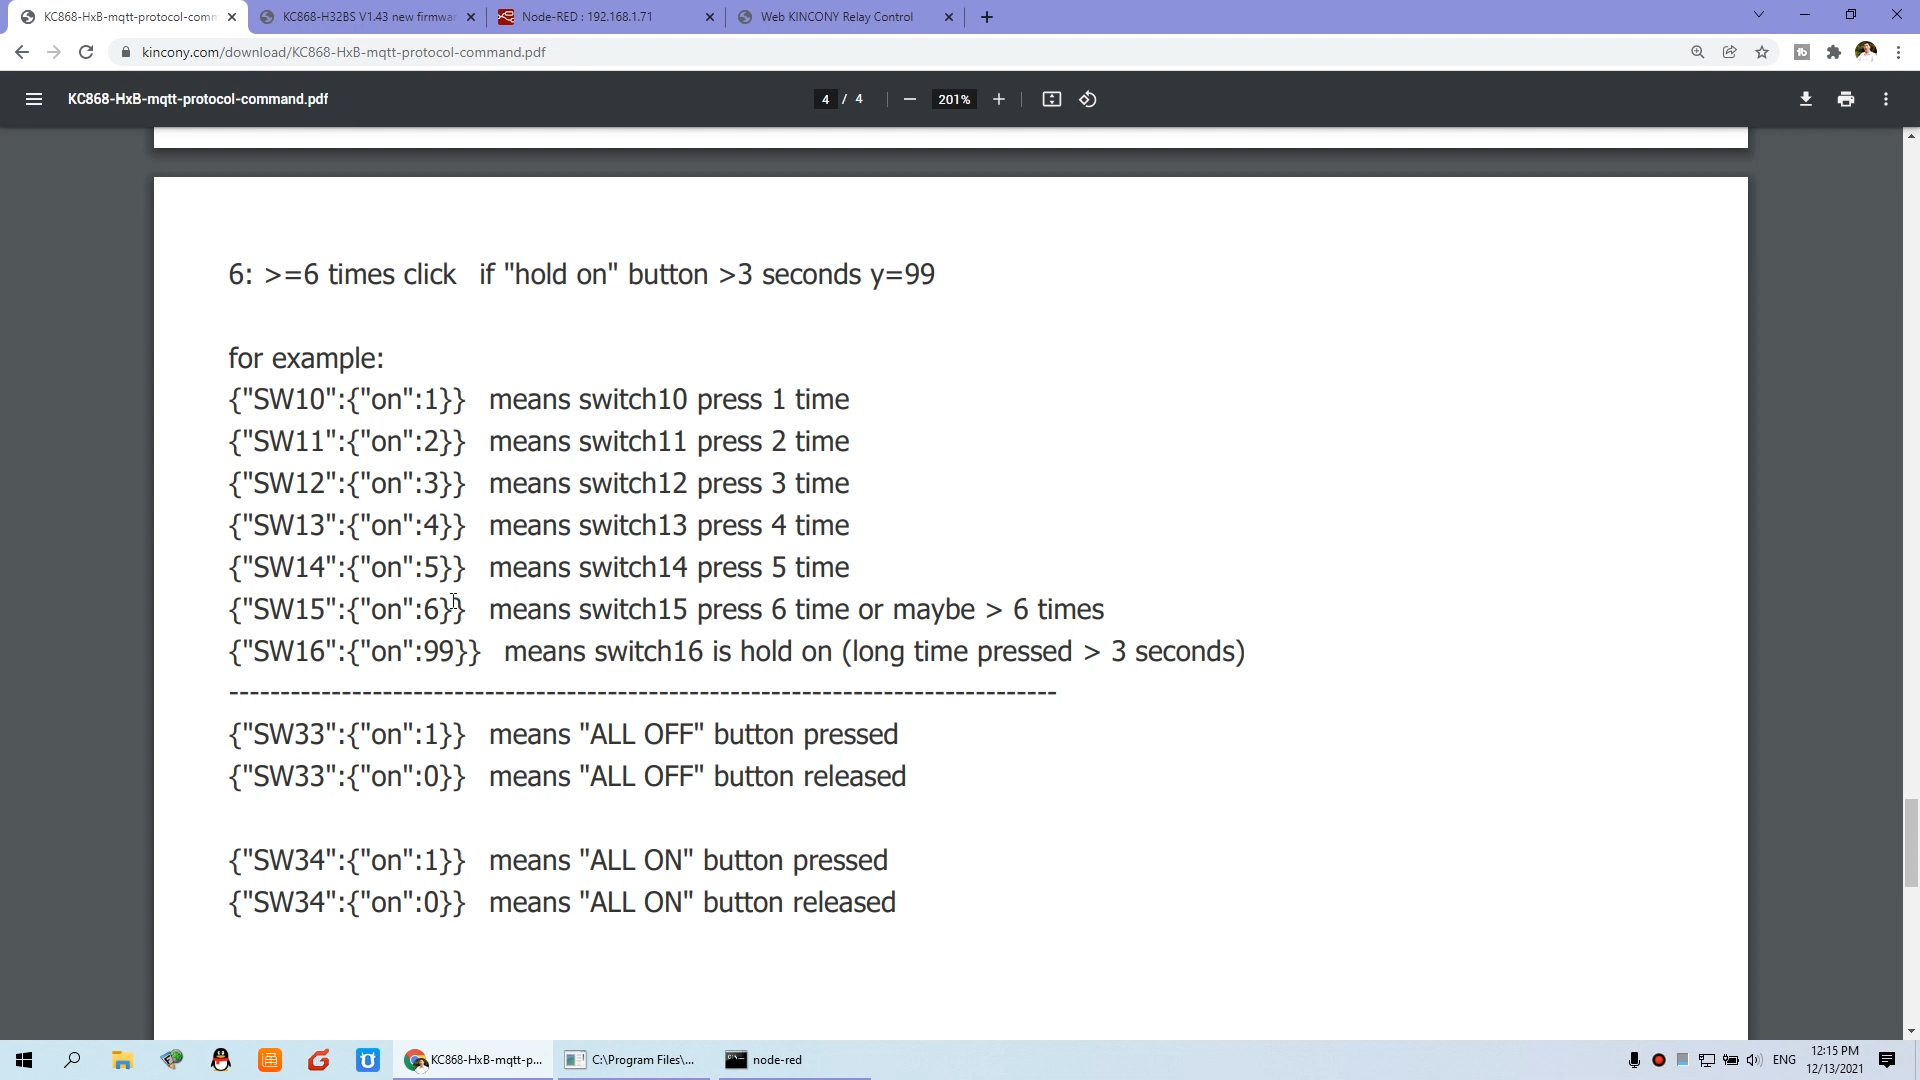 KC868-HxB-mqtt-protocol-comm
KC868-H32BS V1.43 new firmwar
Node-RED : 192.168.1.71
Web KINCONY Relay Control
kincony.com/download/KC868-HxB-mqtt-protocol-command.pdf
KC868-HxB-mqtt-protocol-command.pdf
4 / 4
201%
6: >=6 times click if "hold on" button >3 seconds y=99
for example:
{"SW10":{"on":1}} means switch10 press 1 time
{"SW11":{"on":2}} means switch11 press 2 time
{"SW12":{"on":3}} means switch12 press 3 time
{"SW13":{"on":4}} means switch13 press 4 time
{"SW14":{"on":5}} means switch14 press 5 time
{"SW15":{"on":6}} means switch15 press 6 time or maybe > 6 times
{"SW16":{"on":99}} means switch16 is hold on (long time pressed > 3 seconds)
--------------------------------------------------------------------------------
{"SW33":{"on":1}} means "ALL OFF" button pressed
{"SW33":{"on":0}} means "ALL OFF" button released
{"SW34":{"on":1}} means "ALL ON" button pressed
{"SW34":{"on":0}} means "ALL ON" button released
KC868-HxB-mqtt-p...
C:\Program Files\...
node-red
ENG
12:15 PM
12/13/2021